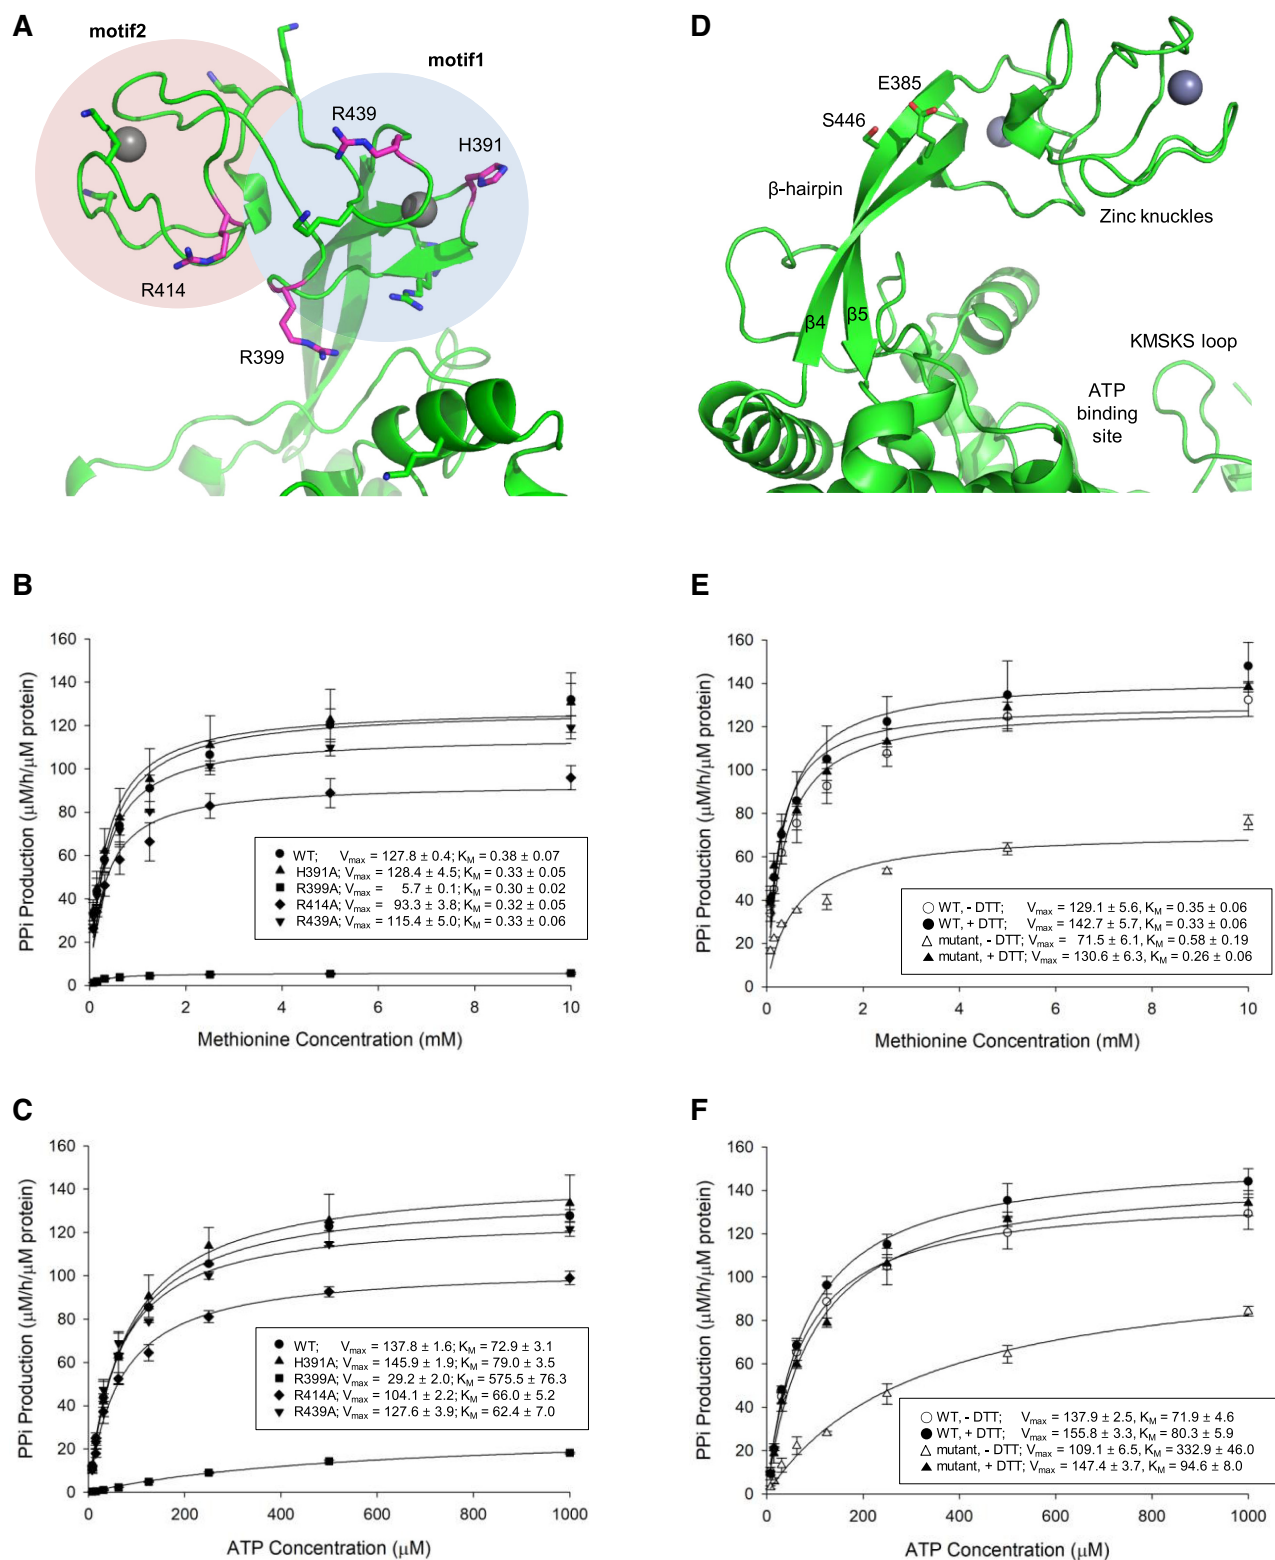 A
motif2
motif1
R439
H391
R414
R399
D
E385
S446
β-hairpin
Zinc knuckles
β4
β5
KMSKS loop
ATP
binding
site
B
PPi Production (μM/h/μM protein)
160
140
120
100
80
60
40
20
0
WT; Vmax = 127.8 ± 0.4; KM = 0.38 ± 0.07
H391A; Vmax = 128.4 ± 4.5; KM = 0.33 ± 0.05
R399A; Vmax = 5.7 ± 0.1; KM = 0.30 ± 0.02
R414A; Vmax = 93.3 ± 3.8; KM = 0.32 ± 0.05
R439A; Vmax = 115.4 ± 5.0; KM = 0.33 ± 0.06
0 2 4 6 8 10
Methionine Concentration (mM)
E
PPi Production (μM/h/μM protein)
160
140
120
100
80
60
40
20
0
WT, - DTT; Vmax = 129.1 ± 5.6, KM = 0.35 ± 0.06
WT, + DTT; Vmax = 142.7 ± 5.7, KM = 0.33 ± 0.06
mutant, - DTT; Vmax = 71.5 ± 6.1, KM = 0.58 ± 0.19
mutant, + DTT; Vmax = 130.6 ± 6.3, KM = 0.26 ± 0.06
0 2 4 6 8 10
Methionine Concentration (mM)
C
PPi Production (μM/h/μM protein)
160
140
120
100
80
60
40
20
0
WT; Vmax = 137.8 ± 1.6; KM = 72.9 ± 3.1
H391A; Vmax = 145.9 ± 1.9; KM = 79.0 ± 3.5
R399A; Vmax = 29.2 ± 2.0; KM = 575.5 ± 76.3
R414A; Vmax = 104.1 ± 2.2; KM = 66.0 ± 5.2
R439A; Vmax = 127.6 ± 3.9; KM = 62.4 ± 7.0
0 200 400 600 800 1000
ATP Concentration (μM)
F
PPi Production (μM/h/μM protein)
160
140
120
100
80
60
40
20
0
WT, - DTT; Vmax = 137.9 ± 2.5, KM = 71.9 ± 4.6
WT, + DTT; Vmax = 155.8 ± 3.3, KM = 80.3 ± 5.9
mutant, - DTT; Vmax = 109.1 ± 6.5, KM = 332.9 ± 46.0
mutant, + DTT; Vmax = 147.4 ± 3.7, KM = 94.6 ± 8.0
0 200 400 600 800 1000
ATP Concentration (μM)